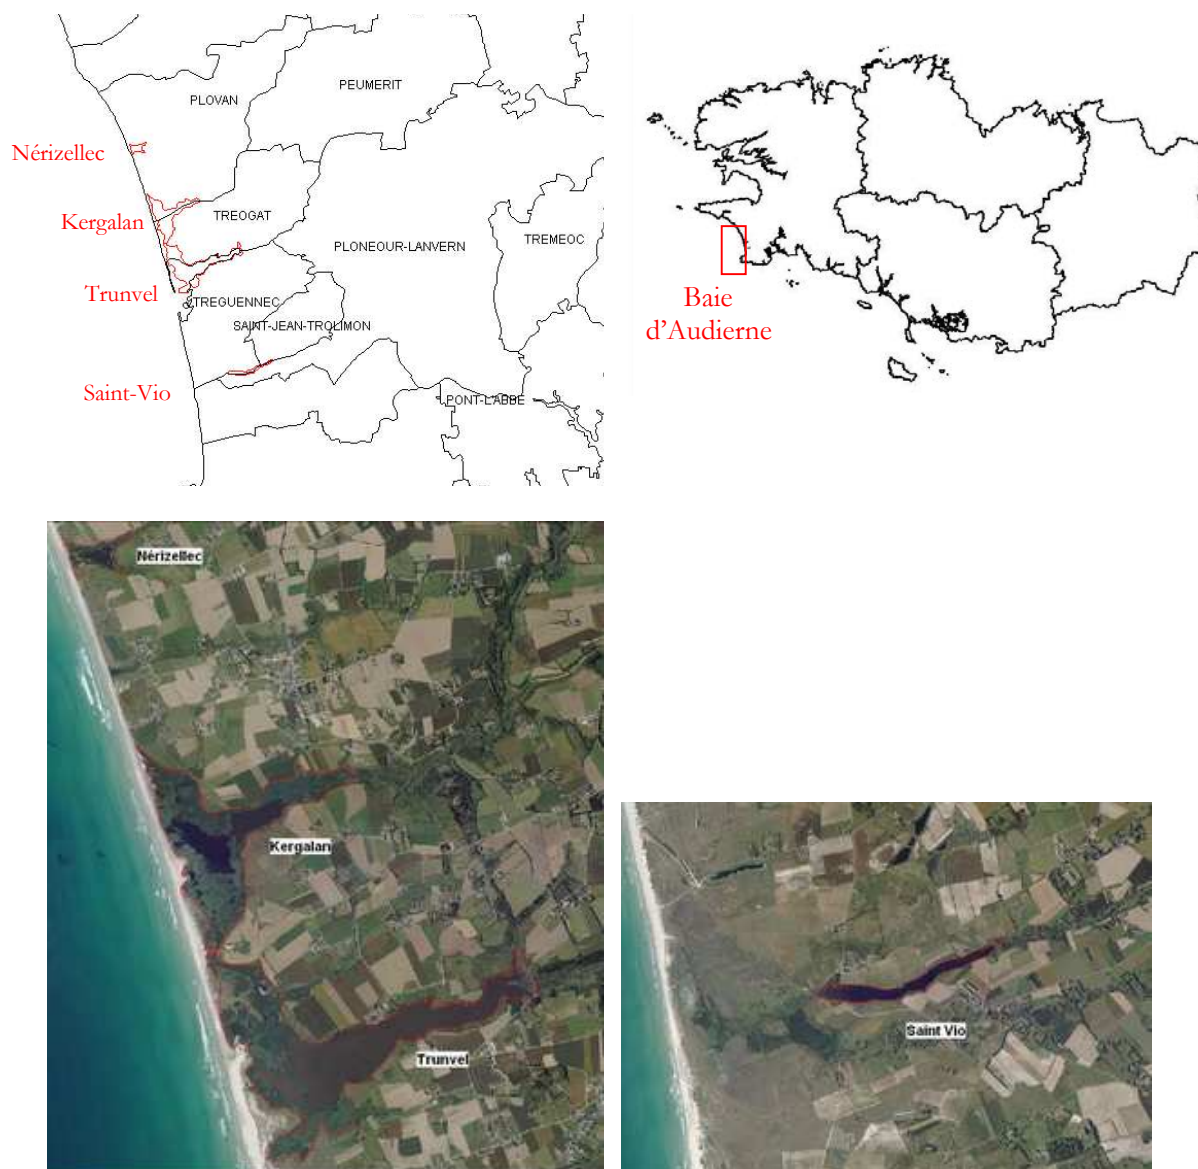 PEUMERIT
PLOVAN
Nérizellec
Kergalan
TREOGAT
TREMEOC
PLONEOUR-LANVERN
Trunvel
TREGUENNEC
SAINT-JEAN-TROLIMON
Saint-Vio
PONT-L'ABBE
Baie
d'Audierne
Nérizellec
Kergalan
Trunvel
Saint Vio